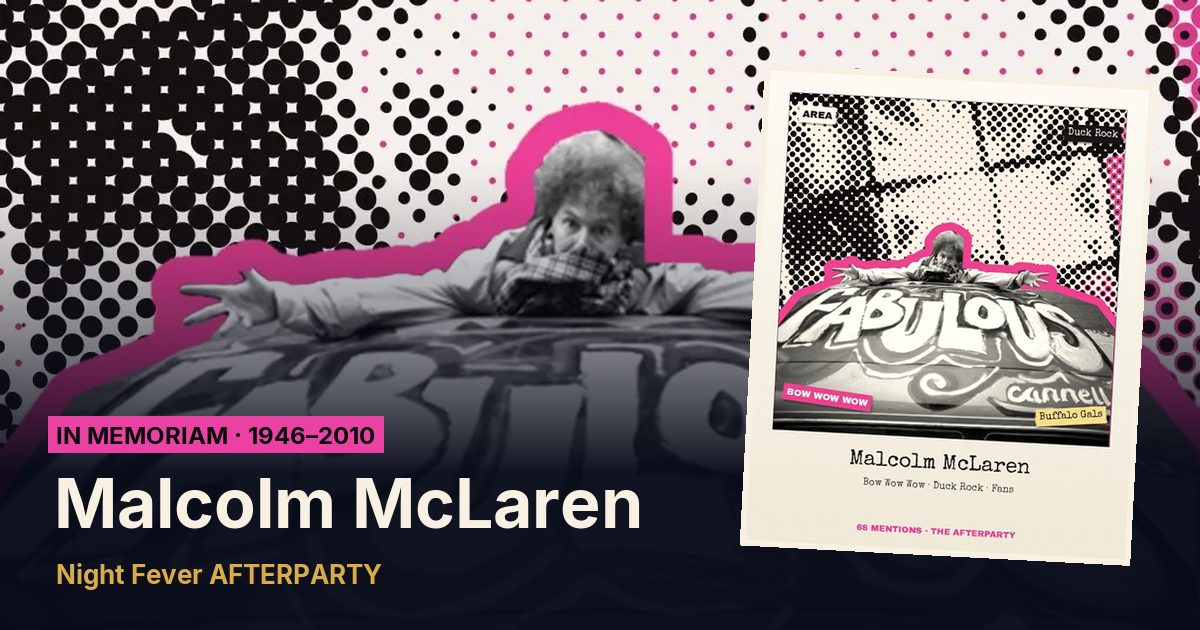 IN MEMORIAM · 1946–2010
Malcolm McLaren
Night Fever AFTERPARTY
FABULO
AREA
Duck Rock
FABULOUS
cannell
BOW WOW WOW
Buffalo Gals
Malcolm McLaren
Bow Wow Wow · Duck Rock · Fans
68 MENTIONS · THE AFTERPARTY